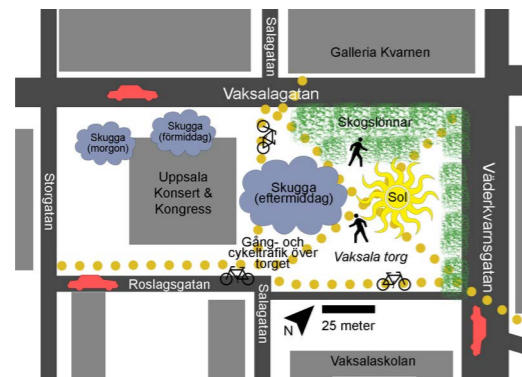 Salagatan
Galleria Kvarnen
Vaksalagatan
Skugga
(morgon)
Skugga
(förmiddag)
Skogslönnar
Storgatan
Uppsala
Konsert &
Kongress
Skugga
(eftermiddag)
Sol
Väderkvarnsgatan
Gång- och
cykeltrafik över
torget
Vaksala torg
Roslagsgatan
Salagatan
N
25 meter
Vaksalaskolan